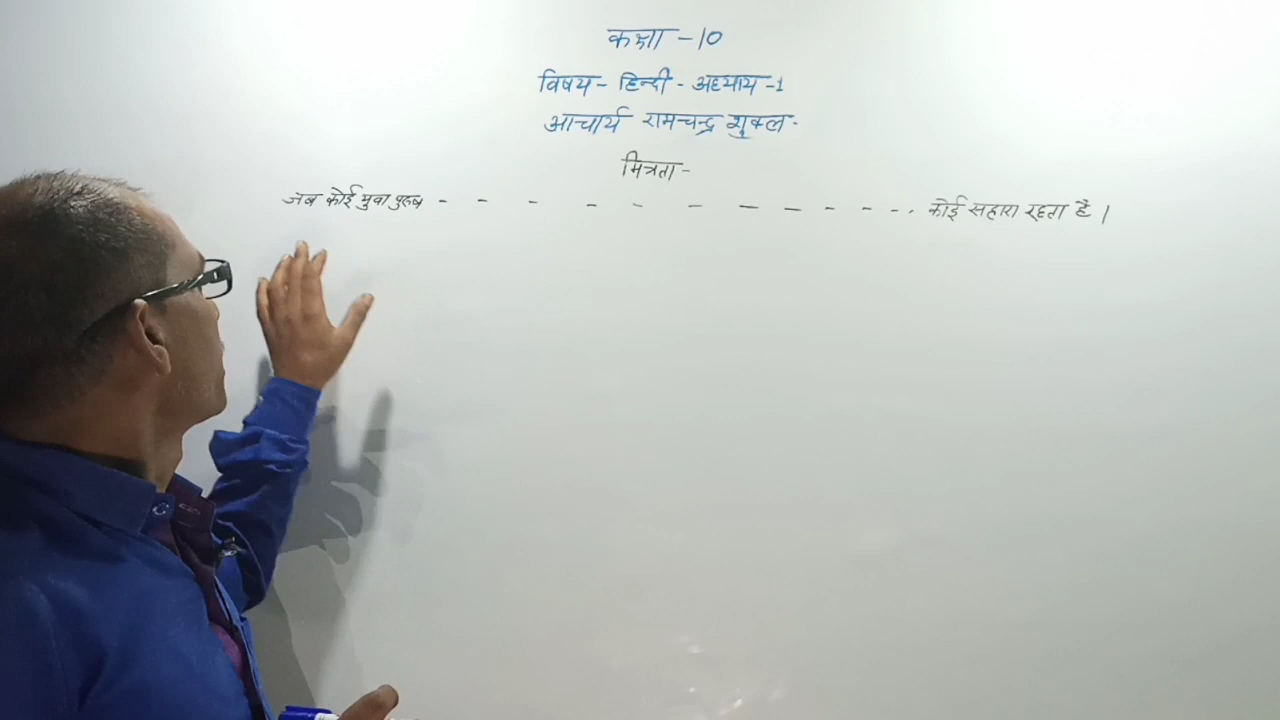 कक्षा - 10
विषय - हिन्दी - अध्याय - 1
आचार्य रामचन्द्र शुक्ल -
मित्रता -
जब कोई युवा पुरुष - - - - - - - - - - - - . कोई सहारा रहता है ।